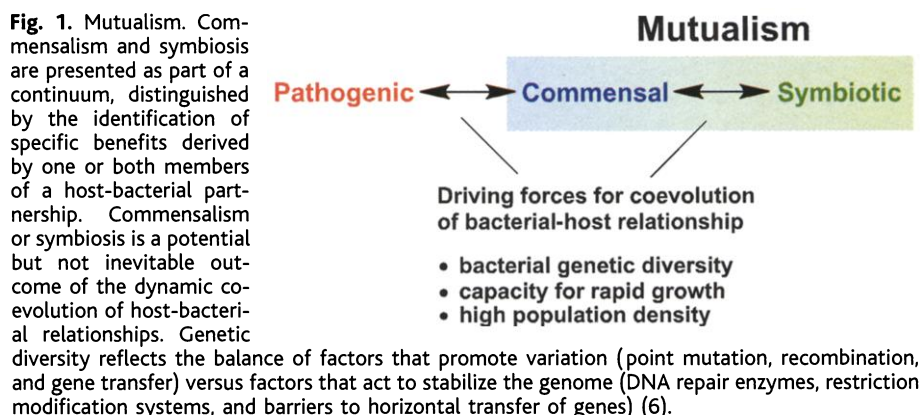 Fig. 1. Mutualism. Com-
mensalism and symbiosis
are presented as part of a
continuum, distinguished
by the identification of
specific benefits derived
by one or both members
of a host-bacterial part-
nership. Commensalism
or symbiosis is a potential
but not inevitable out-
come of the dynamic co-
evolution of host-bacteri-
al relationships. Genetic
diversity reflects the balance of factors that promote variation (point mutation, recombination,
and gene transfer) versus factors that act to stabilize the genome (DNA repair enzymes, restriction
modification systems, and barriers to horizontal transfer of genes) (6).
Mutualism
Pathogenic Commensal Symbiotic
Driving forces for coevolution
of bacterial-host relationship
• bacterial genetic diversity
• capacity for rapid growth
• high population density